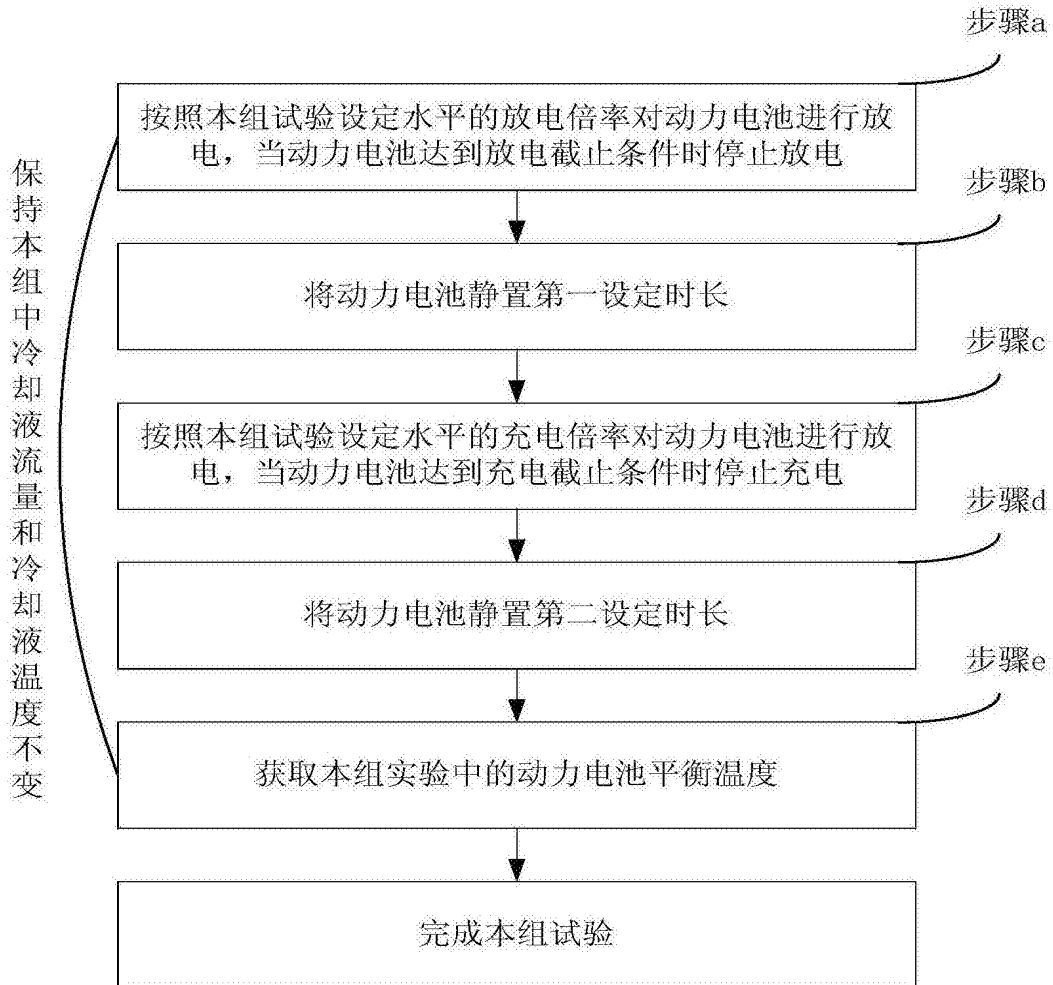 步骤a
按照本组试验设定水平的放电倍率对动力电池进行放
电，当动力电池达到放电截止条件时停止放电
步骤b
将动力电池静置第一设定时长
步骤c
按照本组试验设定水平的充电倍率对动力电池进行放
电，当动力电池达到充电截止条件时停止充电
步骤d
将动力电池静置第二设定时长
步骤e
获取本组实验中的动力电池平衡温度
完成本组试验
保持本组中冷却液流量和冷却液温度不变